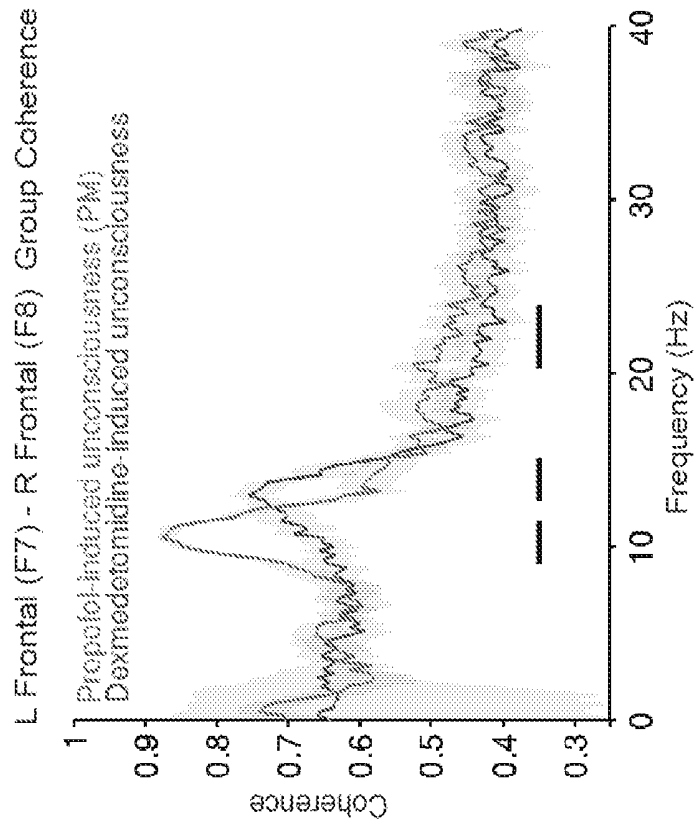 L Frontal (F7) - R Frontal (F8) Group Coherence
Propofol-induced unconsciousness (PM)
Dexmedetomidine-induced unconsciousness
1
0.9
0.8
0.7
0.6
0.5
0.4
0.3
Coherence
0
10
20
30
40
Frequency (Hz)